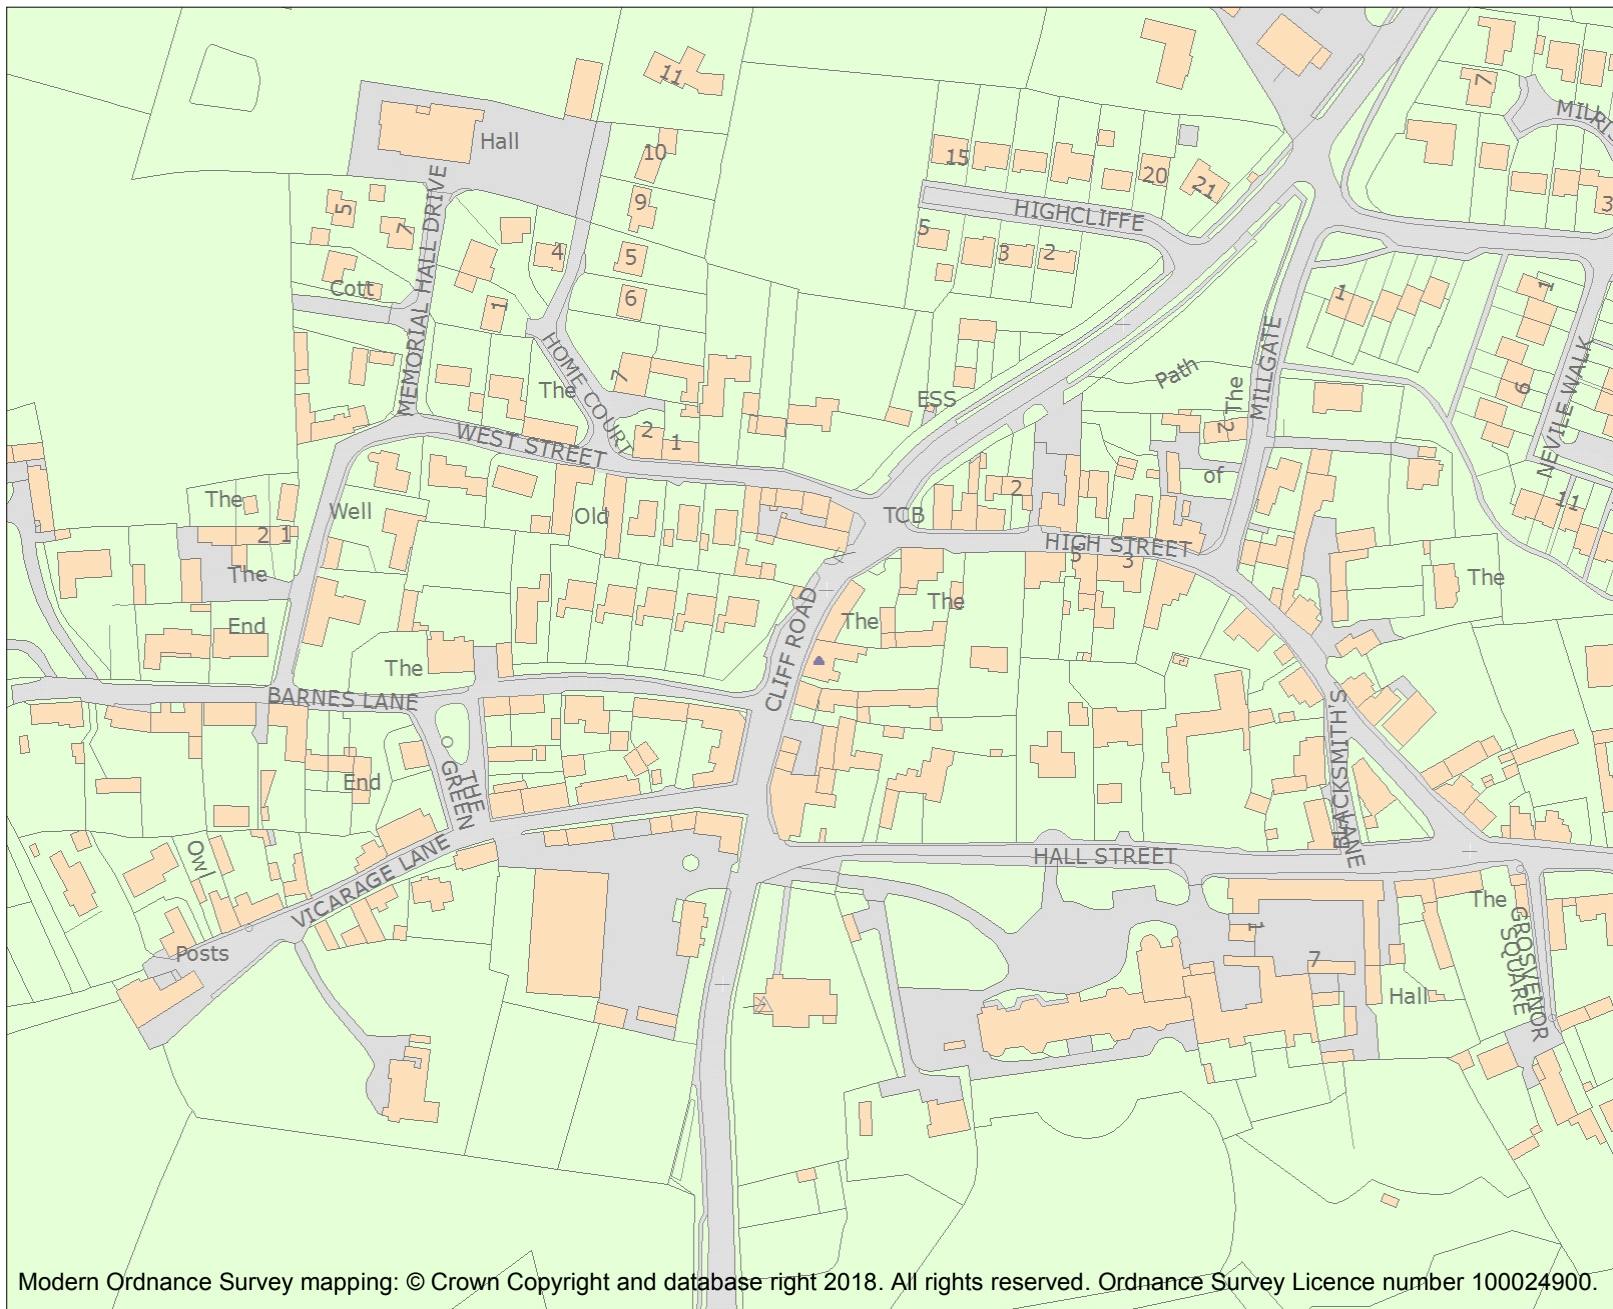 11
Hall
10
9
5
7
4
5
6
Cott
1
MEMORIAL HALL DRIVE
HOME COURT
The
7
2
1
WEST STREET
15
20
21
HIGHCLIFFE
5
3
2
7
3
1
1
6
NEVILE WALK
11
MILLGATE
Path
ESS
The
2
of
TCB
2
HIGH STREET
5
3
The
The
Well
Old
2
1
The
End
The
The
The
The
CLIFF ROAD
BARNES LANE
End
THE GREEN
Owl
VICARAGE LANE
Posts
BLACKSMITH'S LANE
HALL STREET
1
7
Hall
The
GROSVENOR
SQUARE
Modern Ordnance Survey mapping: © Crown Copyright and database right 2018. All rights reserved. Ordnance Survey Licence number 100024900.